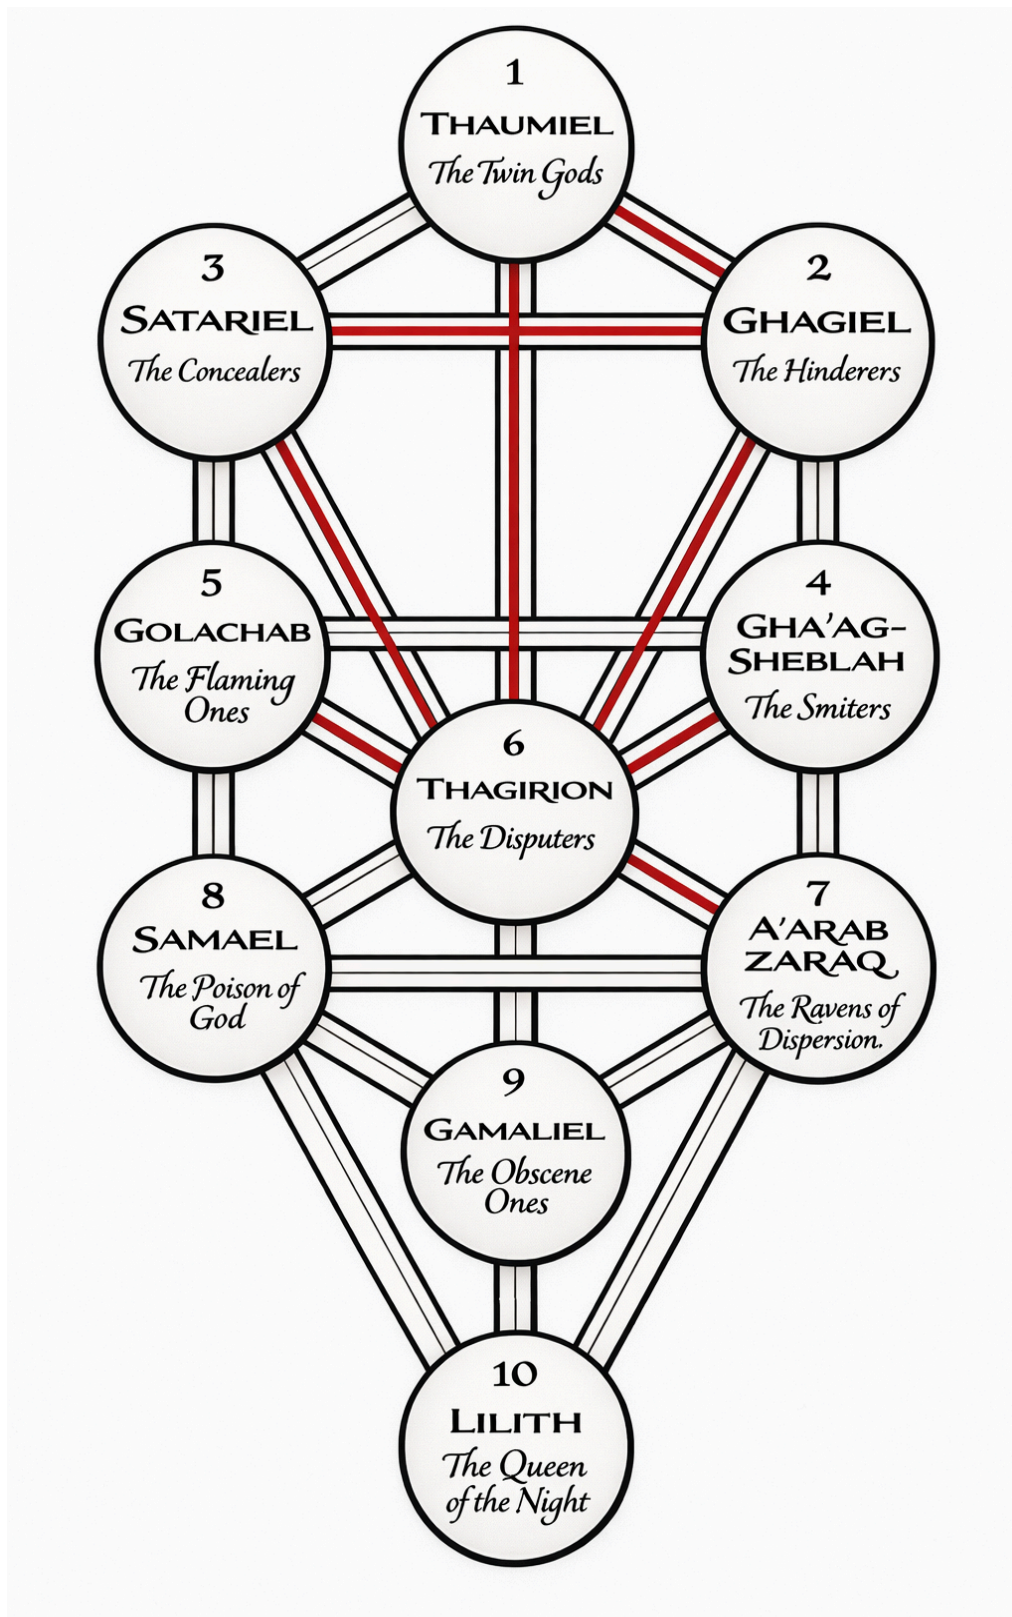 1
THAUMIEL
The Twin Gods
3
SATARIEL
The Concealers
2
GHAGIEL
The Hinderers
5
GOLACHAB
The Flaming
Ones
4
GHA'AG-
SHEBLAH
The Smiters
6
THAGIRION
The Disputers
8
SAMAEL
The Poison of
God
7
A'ARAB
ZARAQ
The Ravens of
Dispersion.
9
GAMALIEL
The Obscene
Ones
10
LILITH
The Queen
of the Night